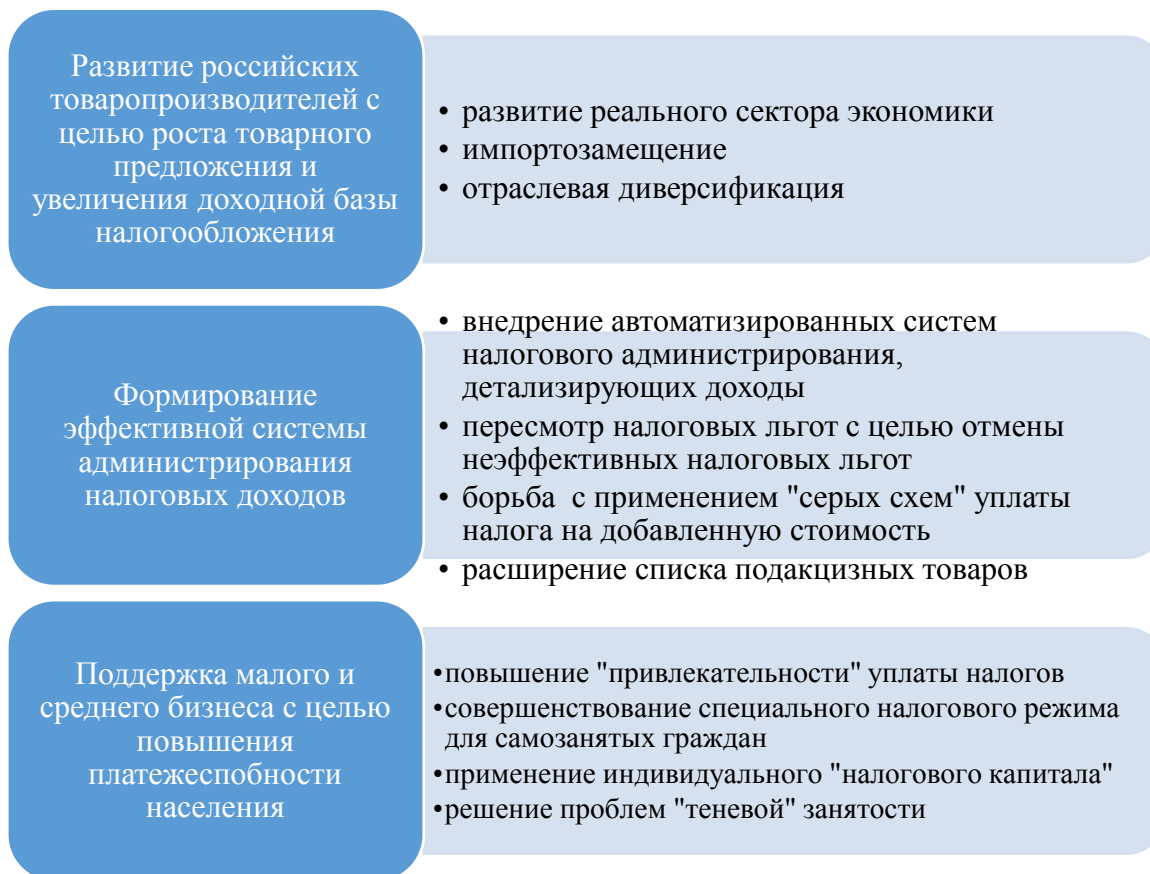 Развитие российских
товаропроизводителей с
целью роста товарного
предложения и
увеличения доходной базы
налогообложения
• развитие реального сектора экономики
• импортозамещение
• отраслевая диверсификация
Формирование
эффективной системы
администрирования
налоговых доходов
• внедрение автоматизированных систем
налогового администрирования,
детализирующих доходы
• пересмотр налоговых льгот с целью отмены
неэффективных налоговых льгот
• борьба  с применением "серых схем" уплаты
налога на добавленную стоимость
• расширение списка подакцизных товаров
Поддержка малого и
среднего бизнеса с целью
повышения
платежеспобности
населения
•повышение "привлекательности" уплаты налогов
•совершенствование специального налогового режима
для самозанятых граждан
•применение индивидуального "налогового капитала"
•решение проблем "теневой" занятости